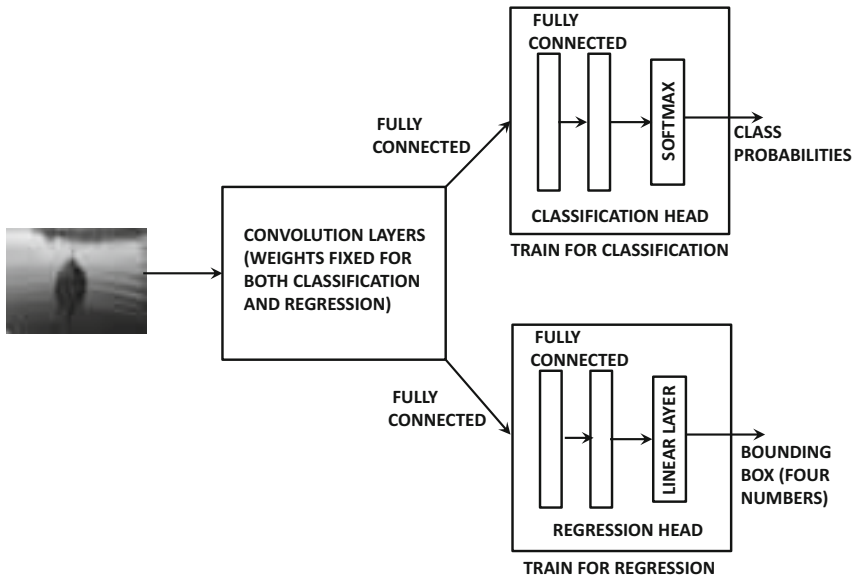 FULLY
CONNECTED
SOFTMAX
CLASSIFICATION HEAD
TRAIN FOR CLASSIFICATION
CLASS
PROBABILITIES
FULLY
CONNECTED
CONVOLUTION LAYERS
(WEIGHTS FIXED FOR
BOTH CLASSIFICATION
AND REGRESSION)
FULLY
CONNECTED
FULLY
CONNECTED
LINEAR LAYER
REGRESSION HEAD
TRAIN FOR REGRESSION
BOUNDING
BOX (FOUR
NUMBERS)